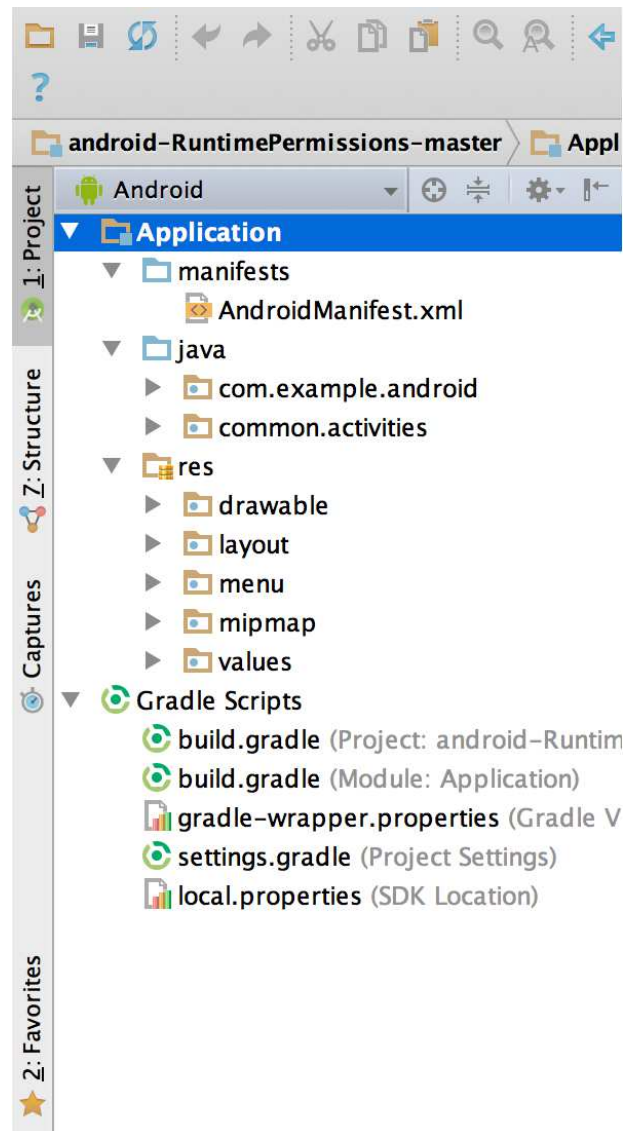 ?
android-RuntimePermissions-master
Appl
Android
1: Project
7: Structure
Captures
2: Favorites
Application
manifests
AndroidManifest.xml
java
com.example.android
common.activities
res
drawable
layout
menu
mipmap
values
Gradle Scripts
build.gradle (Project: android-Runtim
build.gradle (Module: Application)
gradle-wrapper.properties (Gradle V
settings.gradle (Project Settings)
local.properties (SDK Location)